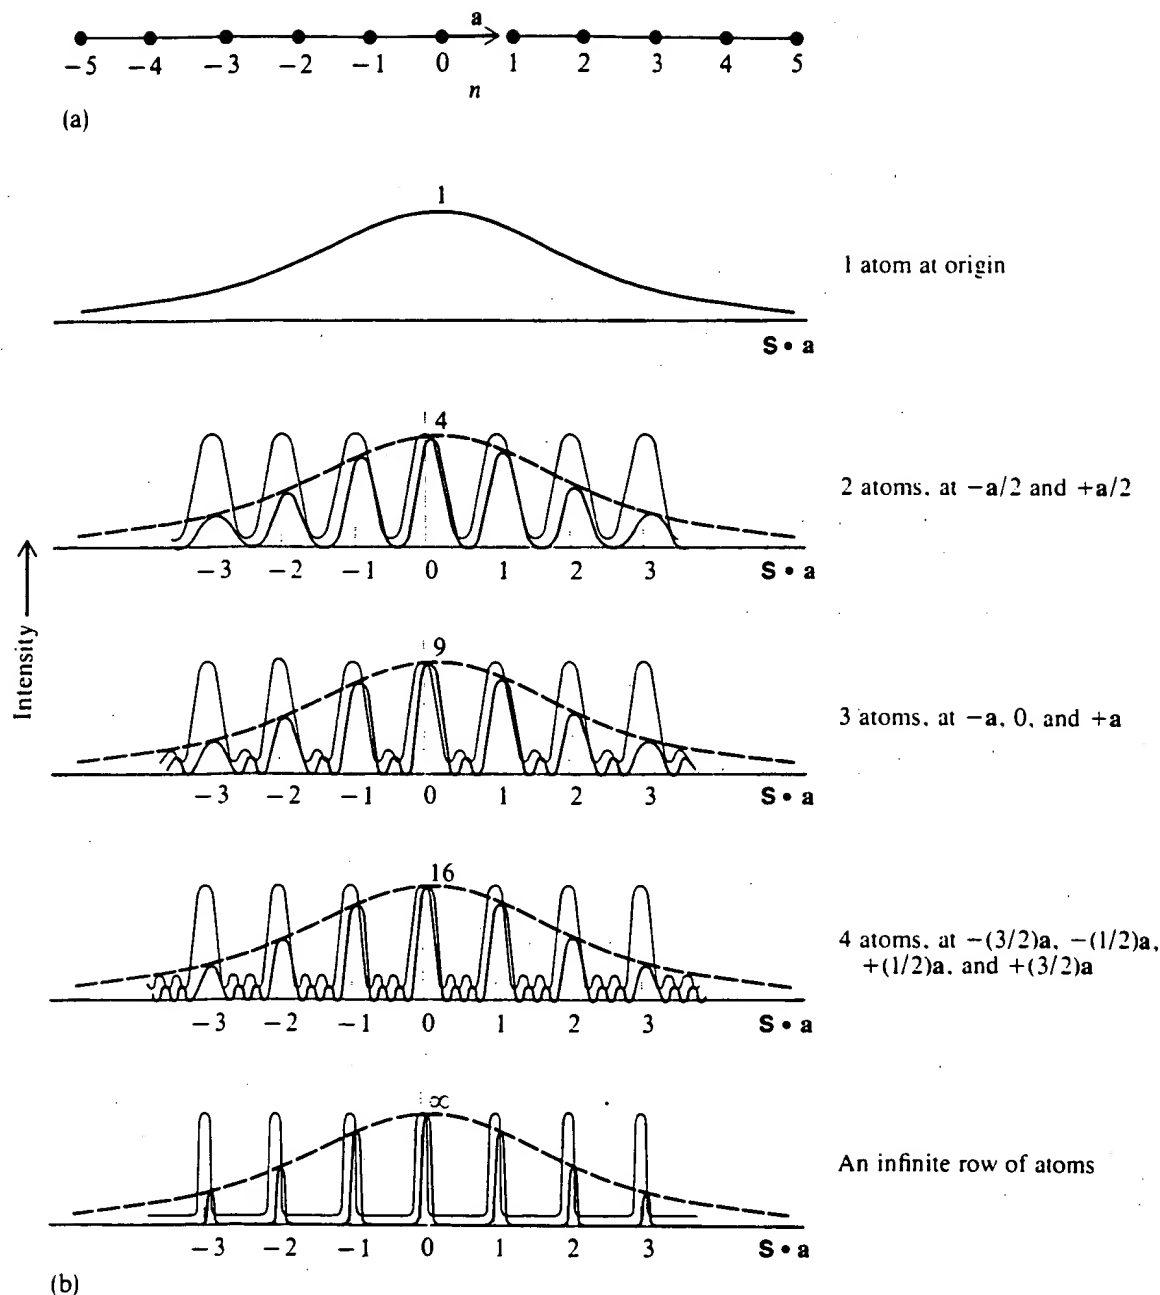 a
−5 −4 −3 −2 −1 0 1 2 3 4 5
n
(a)
1
1 atom at origin
S • a
4
2 atoms, at −a/2 and +a/2
−3 −2 −1 0 1 2 3 S • a
Intensity
9
3 atoms, at −a, 0, and +a
−3 −2 −1 0 1 2 3 S • a
16
4 atoms, at −(3/2)a, −(1/2)a,
+(1/2)a, and +(3/2)a
−3 −2 −1 0 1 2 3 S • a
∞
An infinite row of atoms
−3 −2 −1 0 1 2 3 S • a
(b)